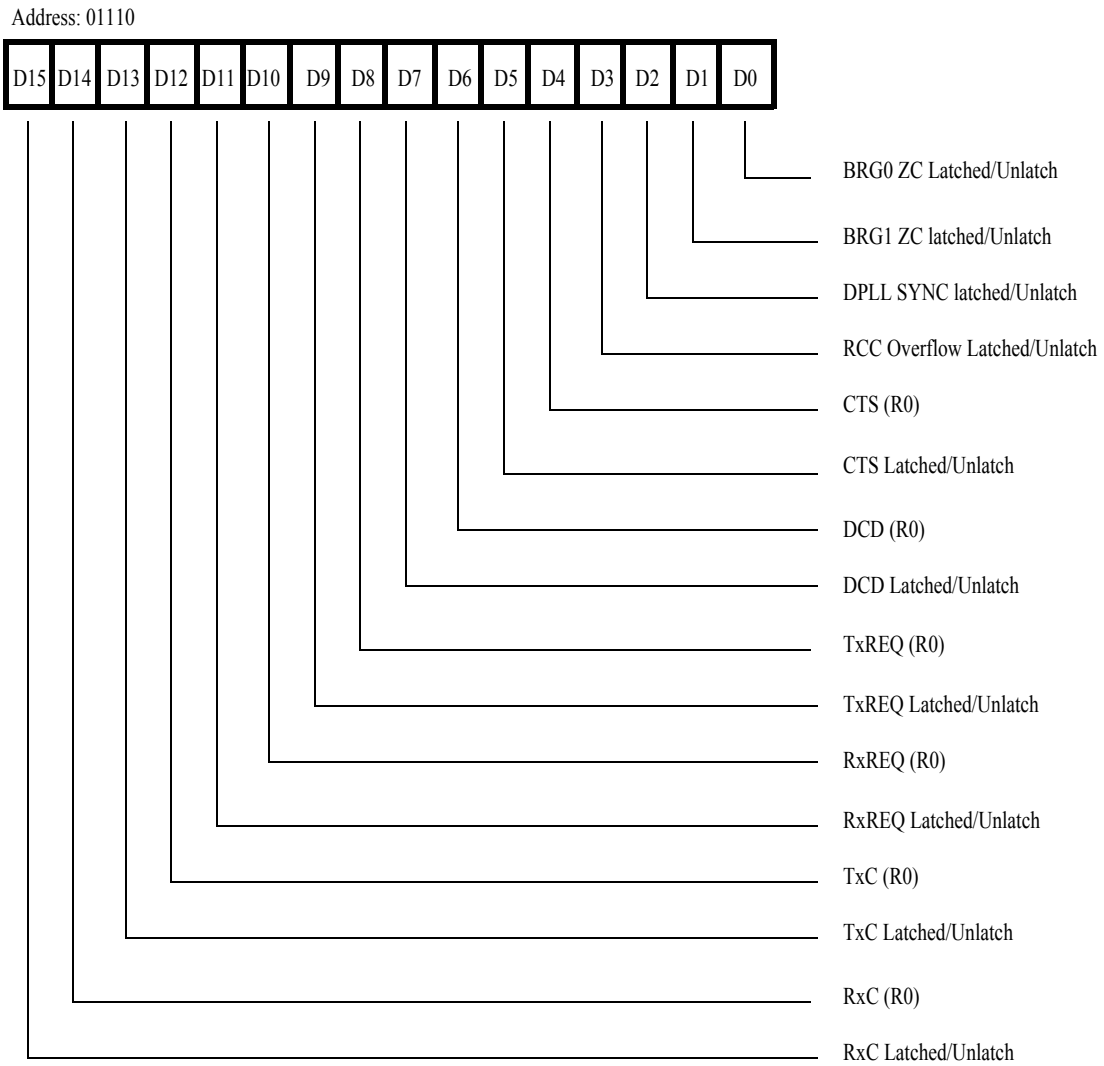 Address: 01110
D15 D14 D13 D12 D11 D10 D9 D8 D7 D6 D5 D4 D3 D2 D1 D0
BRG0 ZC Latched/Unlatch
BRG1 ZC latched/Unlatch
DPLL SYNC latched/Unlatch
RCC Overflow Latched/Unlatch
CTS (R0)
CTS Latched/Unlatch
DCD (R0)
DCD Latched/Unlatch
TxREQ (R0)
TxREQ Latched/Unlatch
RxREQ (R0)
RxREQ Latched/Unlatch
TxC (R0)
TxC Latched/Unlatch
RxC (R0)
RxC Latched/Unlatch